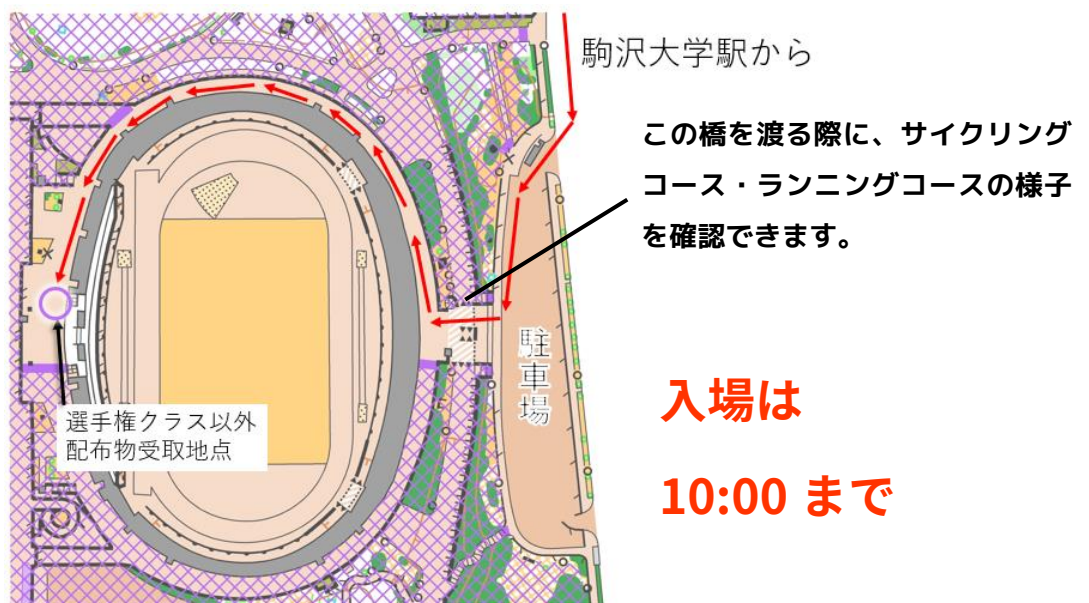 駒沢大学駅から
この橋を渡る際に、サイクリング
コース・ランニングコースの様子
を確認できます。
駐車場
入場は
10:00 まで
選手権クラス以外
配布物受取地点